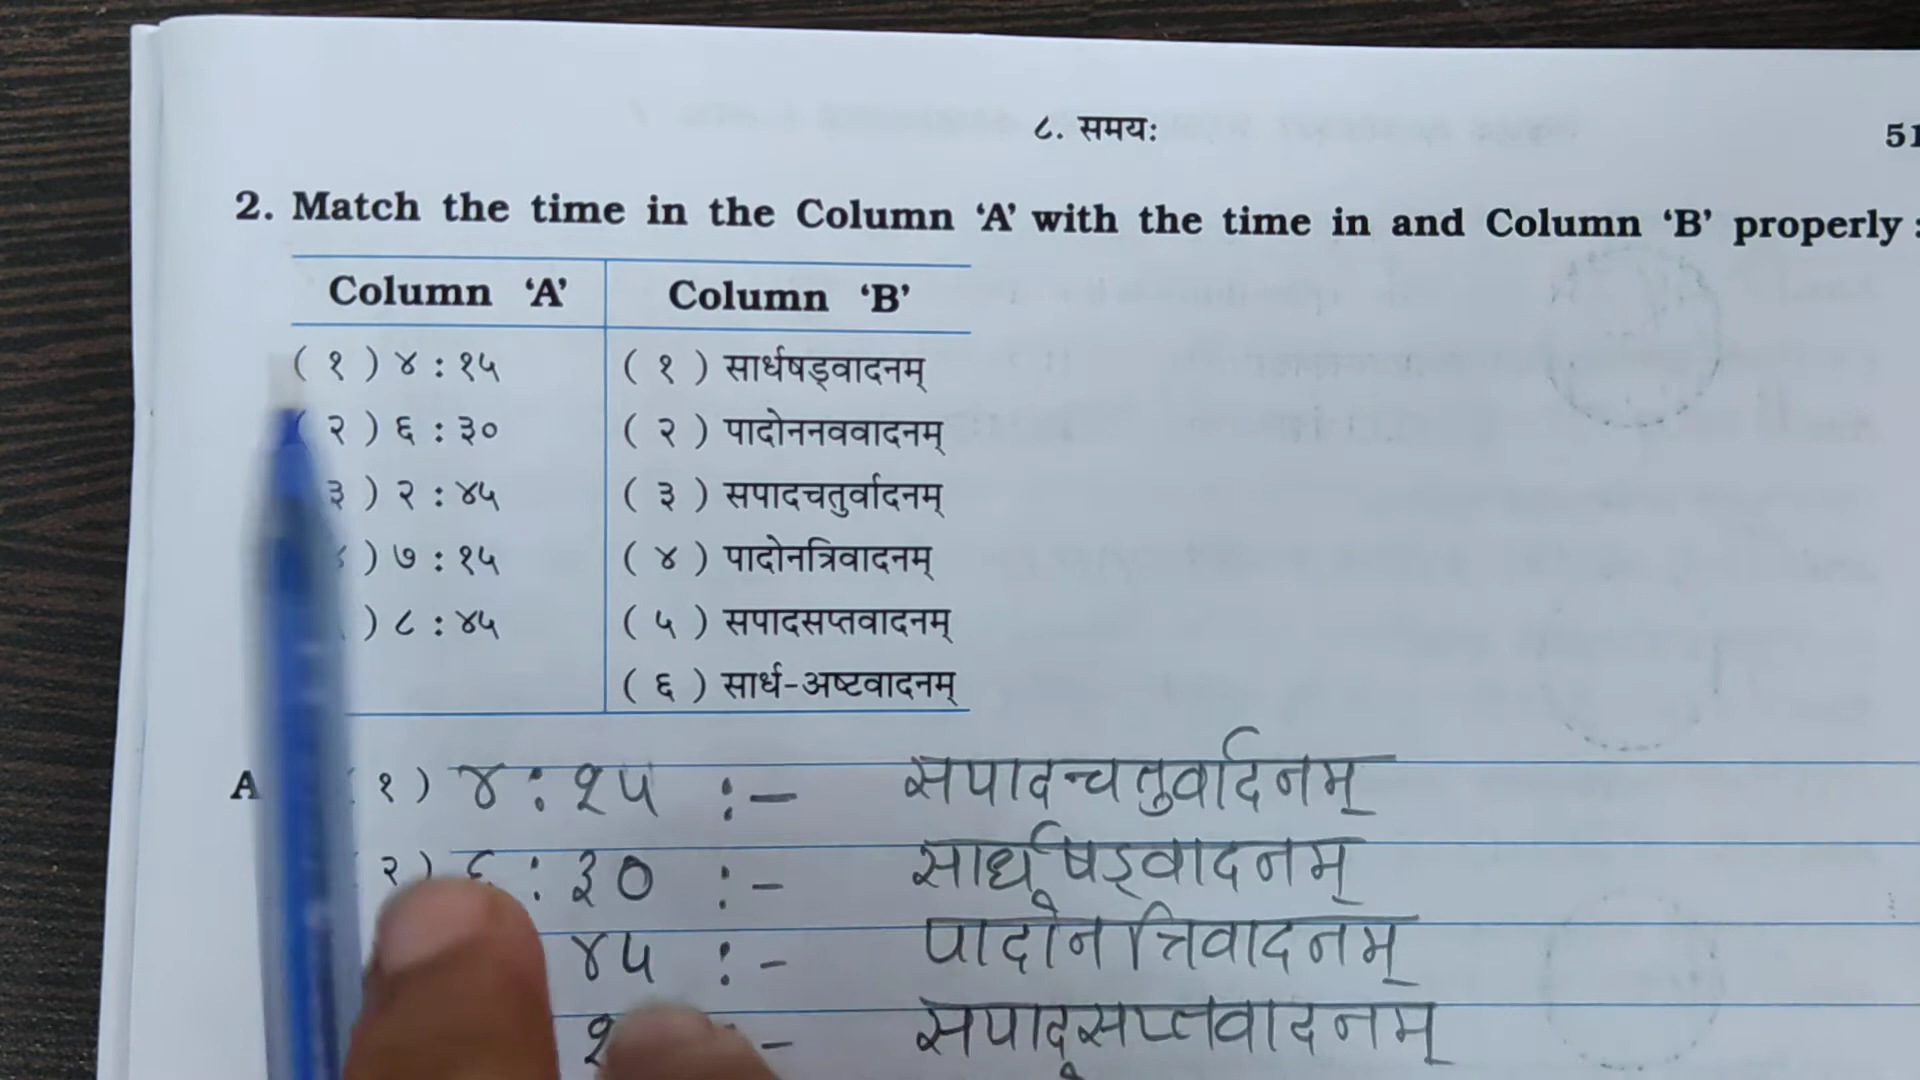 ८. समयः 51
2. Match the time in the Column ‘A’ with the time in and Column ‘B’ properly :
Column ‘A’ Column ‘B’
( १ ) ४ : १५ ( १ ) सार्धषड्वादनम्
( २ ) ६ : ३० ( २ ) पादोननववादनम्
३ ) २ : ४५ ( ३ ) सपादचतुर्वादनम्
) ७ : १५ ( ४ ) पादोनत्रिवादनम्
) ८ : ४५ ( ५ ) सपादसप्तवादनम्
( ६ ) सार्ध-अष्टवादनम्
A १ ) ४ : १५ :- सपादचतुर्वादनम्
२ ) : ३० :- सार्धषड्वादनम्
४५ :- पादोनत्रिवादनम्
- सपादसप्तवादनम्